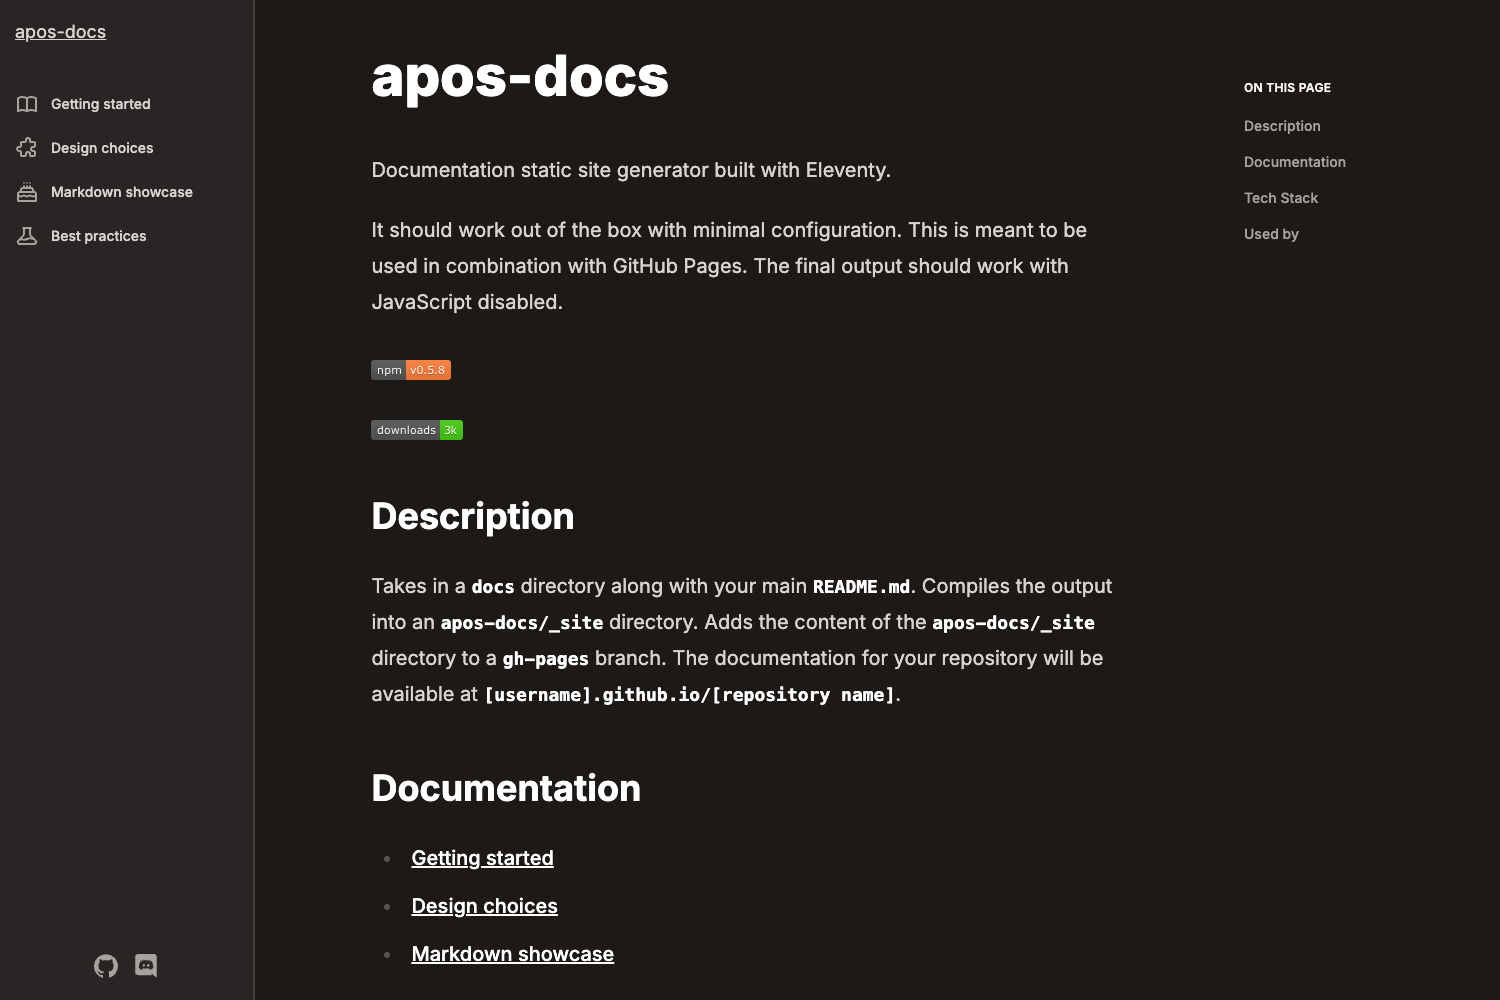 apos-docs
Getting started
Design choices
Markdown showcase
Best practices
apos-docs
Documentation static site generator built with Eleventy.
It should work out of the box with minimal configuration. This is meant to be
used in combination with GitHub Pages. The final output should work with
JavaScript disabled.
npm v0.5.8
downloads 3k
Description
Takes in a docs directory along with your main README.md. Compiles the output
into an apos-docs/_site directory. Adds the content of the apos-docs/_site
directory to a gh-pages branch. The documentation for your repository will be
available at [username].github.io/[repository name].
Documentation
Getting started
Design choices
Markdown showcase
ON THIS PAGE
Description
Documentation
Tech Stack
Used by